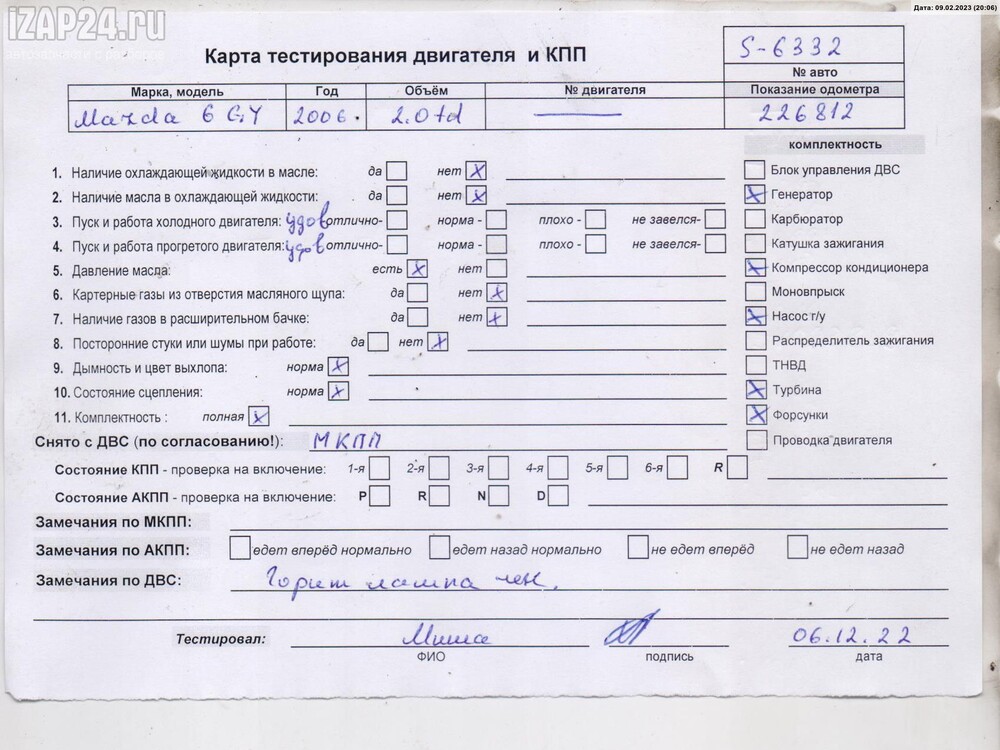 Дата: 09.02.2023 (20:06)
iZAP24.ru
Карта тестирования двигателя и КПП
S-6332
№ авто
Марка, модель Год Объём № двигателя Показание одометра
Mazda 6 GY 2006. 2.0td 226812
комплектность
1. Наличие охлаждающей жидкости в масле: да нет X
Блок управления ДВС
2. Наличие масла в охлаждающей жидкости: да нет X
X Генератор
3. Пуск и работа холодного двигателя: удов отлично- норма - плохо - не завелся-
Карбюратор
4. Пуск и работа прогретого двигателя: удов отлично- норма - плохо - не завелся-
Катушка зажигания
5. Давление масла: есть X нет
X Компрессор кондиционера
6. Картерные газы из отверстия масляного щупа: да нет X
Моновпрыск
7. Наличие газов в расширительном бачке: да нет X
X Насос г/у
8. Посторонние стуки или шумы при работе: да нет X
Распределитель зажигания
9. Дымность и цвет выхлопа: норма X
ТНВД
10. Состояние сцепления: норма X
X Турбина
11. Комплектность : полная X
X Форсунки
Снято с ДВС (по согласованию!): МКПП
Проводка двигателя
Состояние КПП - проверка на включение: 1-я 2-я 3-я 4-я 5-я 6-я R
Состояние АКПП - проверка на включение: P R N D
Замечания по МКПП:
Замечания по АКПП: едет вперёд нормально едет назад нормально не едет вперёд не едет назад
Замечания по ДВС: Горит лампа чек.
Тестировал: Миша 06.12.22
ФИО подпись дата